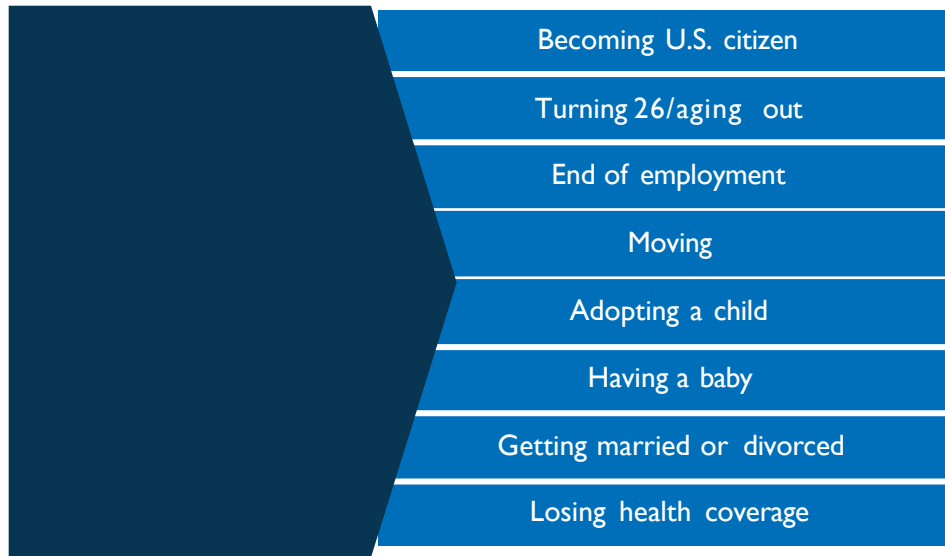 Becoming U.S. citizen
Turning 26/aging out
End of employment
Moving
Adopting a child
Having a baby
Getting married or divorced
Losing health coverage